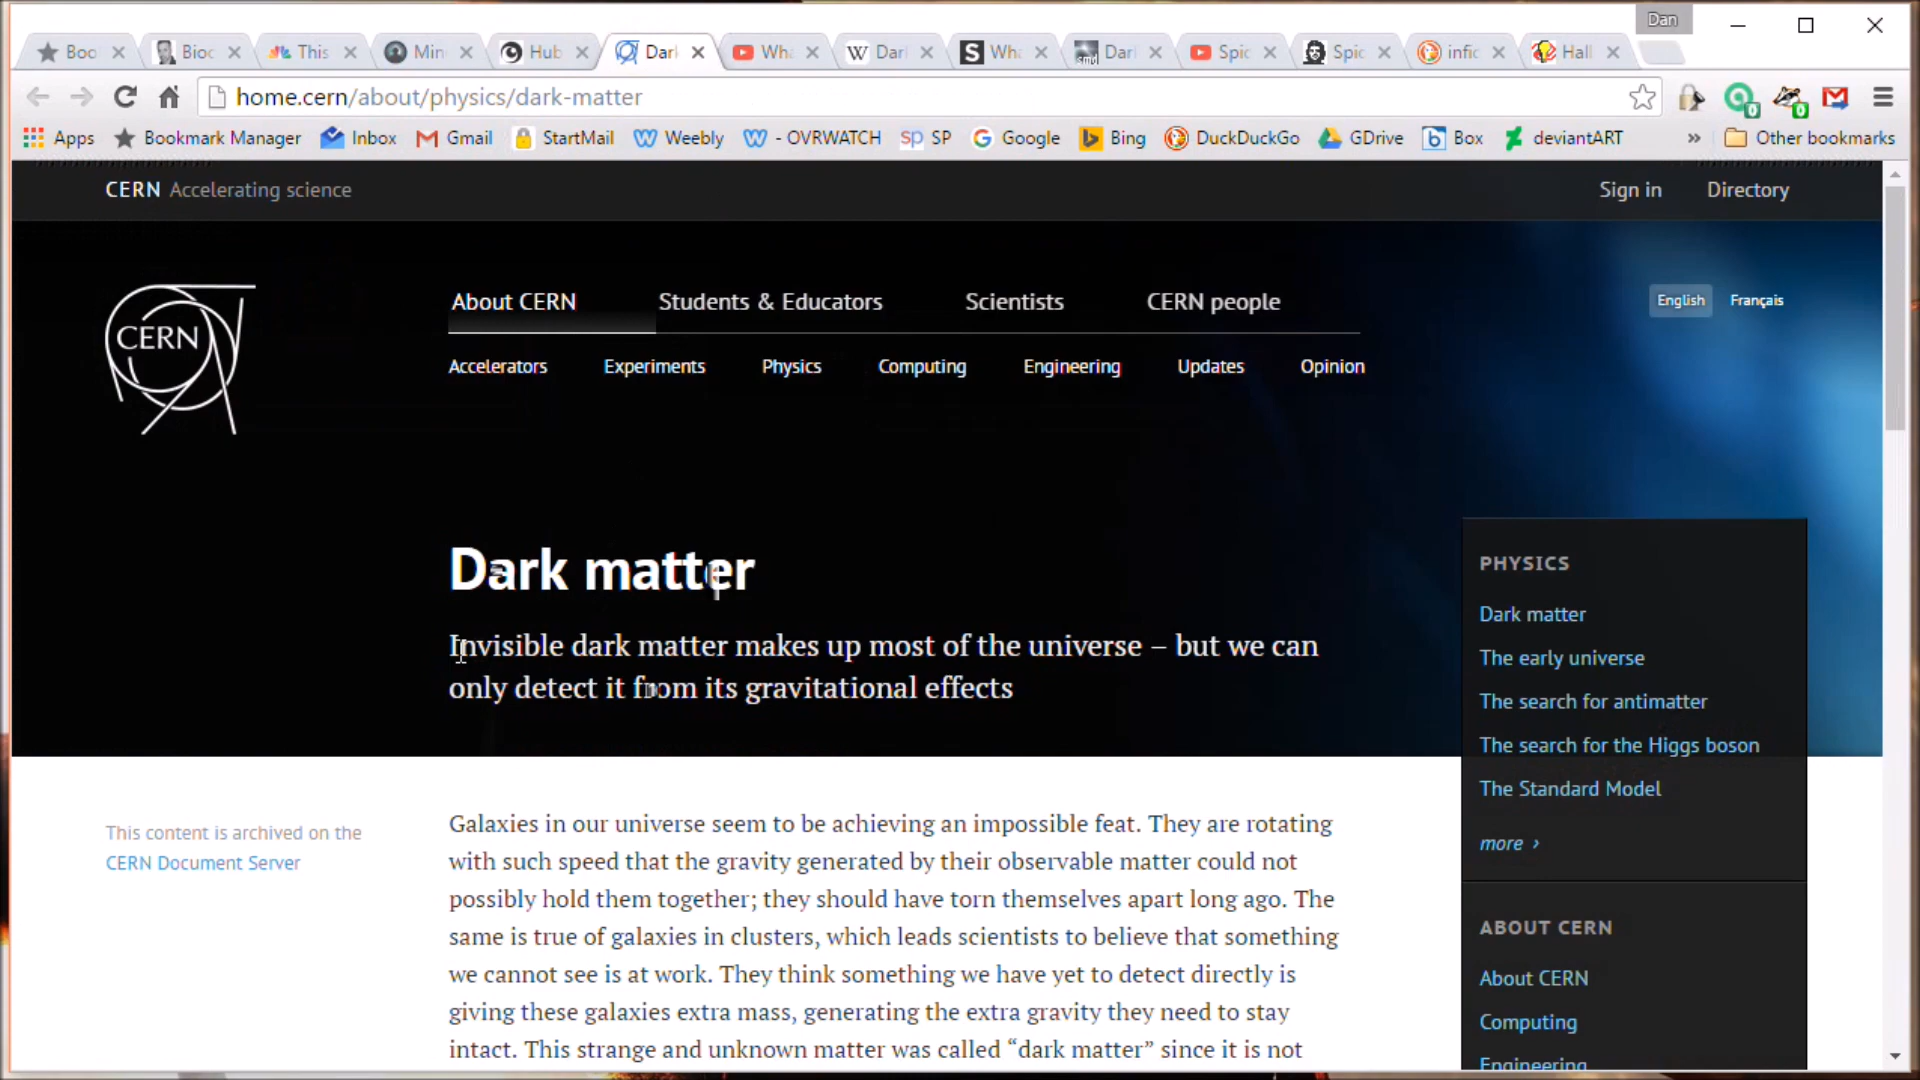 Dan
Boo
Bioc
This
Min
Hub
Dar
Wha
Dar
Wha
Dar
Spic
Spic
infic
Hall
home.cern/about/physics/dark-matter
Apps
Bookmark Manager
Inbox
Gmail
StartMail
Weebly
- OVRWATCH
SP
Google
Bing
DuckDuckGo
GDrive
Box
deviantART
»
Other bookmarks
CERN Accelerating science
Sign in
Directory
CERN
About CERN
Students & Educators
Scientists
CERN people
English
Français
Accelerators
Experiments
Physics
Computing
Engineering
Updates
Opinion
Dark matter
Invisible dark matter makes up most of the universe – but we can
only detect it from its gravitational effects
This content is archived on the
CERN Document Server
Galaxies in our universe seem to be achieving an impossible feat. They are rotating
with such speed that the gravity generated by their observable matter could not
possibly hold them together; they should have torn themselves apart long ago. The
same is true of galaxies in clusters, which leads scientists to believe that something
we cannot see is at work. They think something we have yet to detect directly is
giving these galaxies extra mass, generating the extra gravity they need to stay
intact. This strange and unknown matter was called “dark matter” since it is not
PHYSICS
Dark matter
The early universe
The search for antimatter
The search for the Higgs boson
The Standard Model
more ›
ABOUT CERN
About CERN
Computing
Engineering